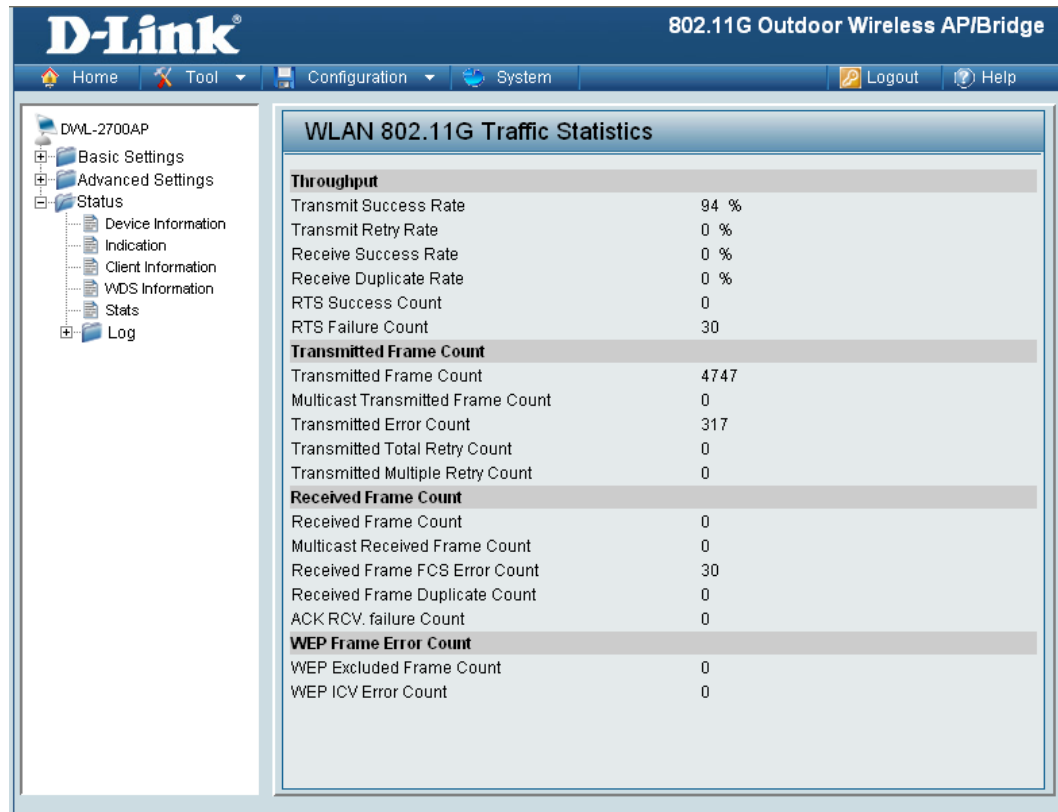 D-Link®
802.11G Outdoor Wireless AP/Bridge
Home Tool Configuration System Logout Help
DWL-2700AP
Basic Settings
Advanced Settings
Status
Device Information
Indication
Client Information
WDS Information
Stats
Log
WLAN 802.11G Traffic Statistics
Throughput
Transmit Success Rate 94 %
Transmit Retry Rate 0 %
Receive Success Rate 0 %
Receive Duplicate Rate 0 %
RTS Success Count 0
RTS Failure Count 30
Transmitted Frame Count
Transmitted Frame Count 4747
Multicast Transmitted Frame Count 0
Transmitted Error Count 317
Transmitted Total Retry Count 0
Transmitted Multiple Retry Count 0
Received Frame Count
Received Frame Count 0
Multicast Received Frame Count 0
Received Frame FCS Error Count 30
Received Frame Duplicate Count 0
ACK RCV. failure Count 0
WEP Frame Error Count
WEP Excluded Frame Count 0
WEP ICV Error Count 0